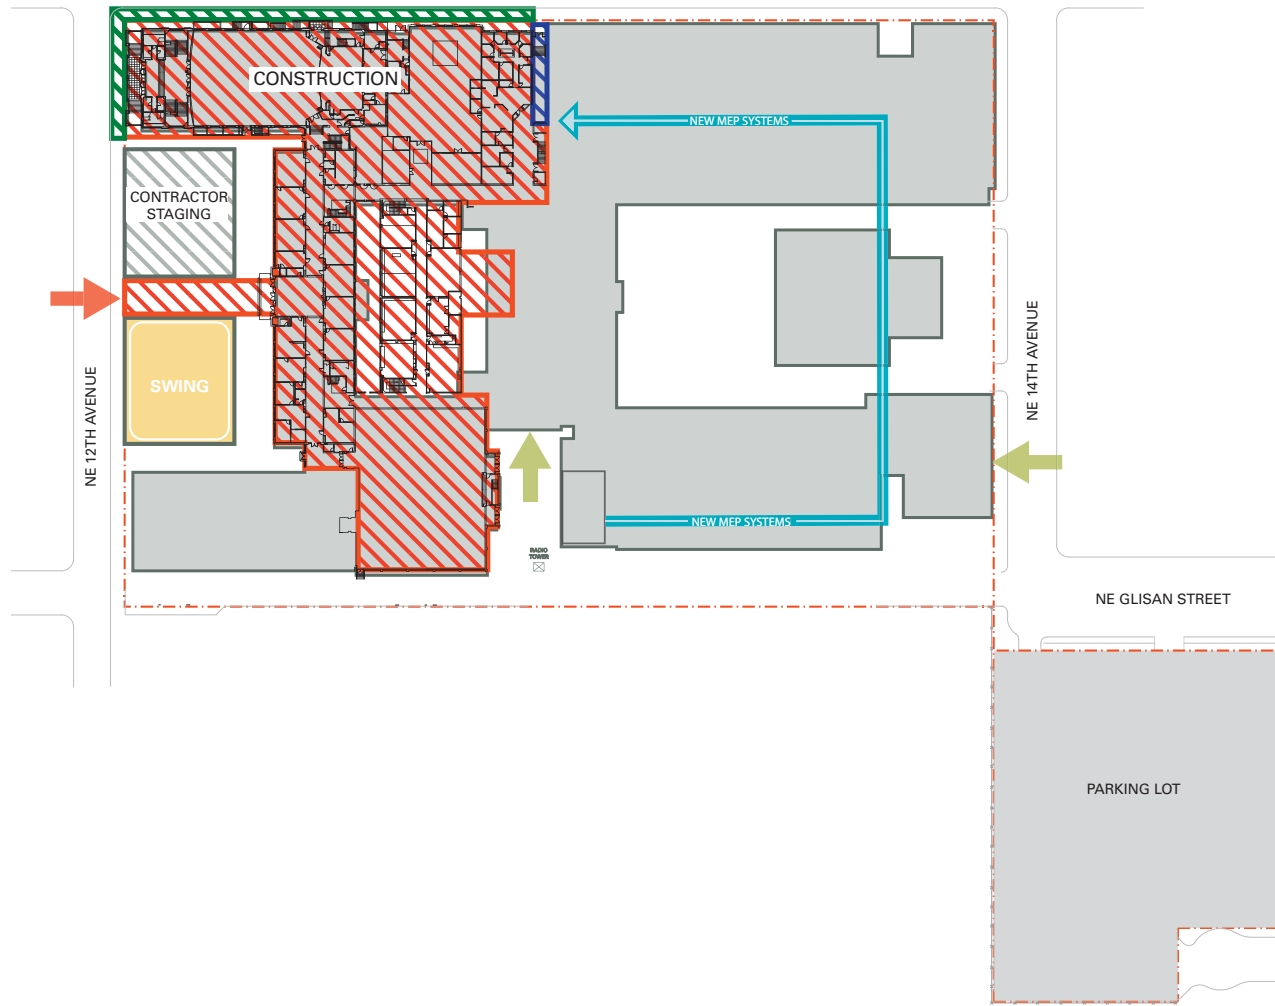 CONSTRUCTION
NEW MEP SYSTEMS
CONTRACTOR
STAGING
SWING
NE 12TH AVENUE
NE 14TH AVENUE
NEW MEP SYSTEMS
RADIO
TOWER
NE GLISAN STREET
PARKING LOT